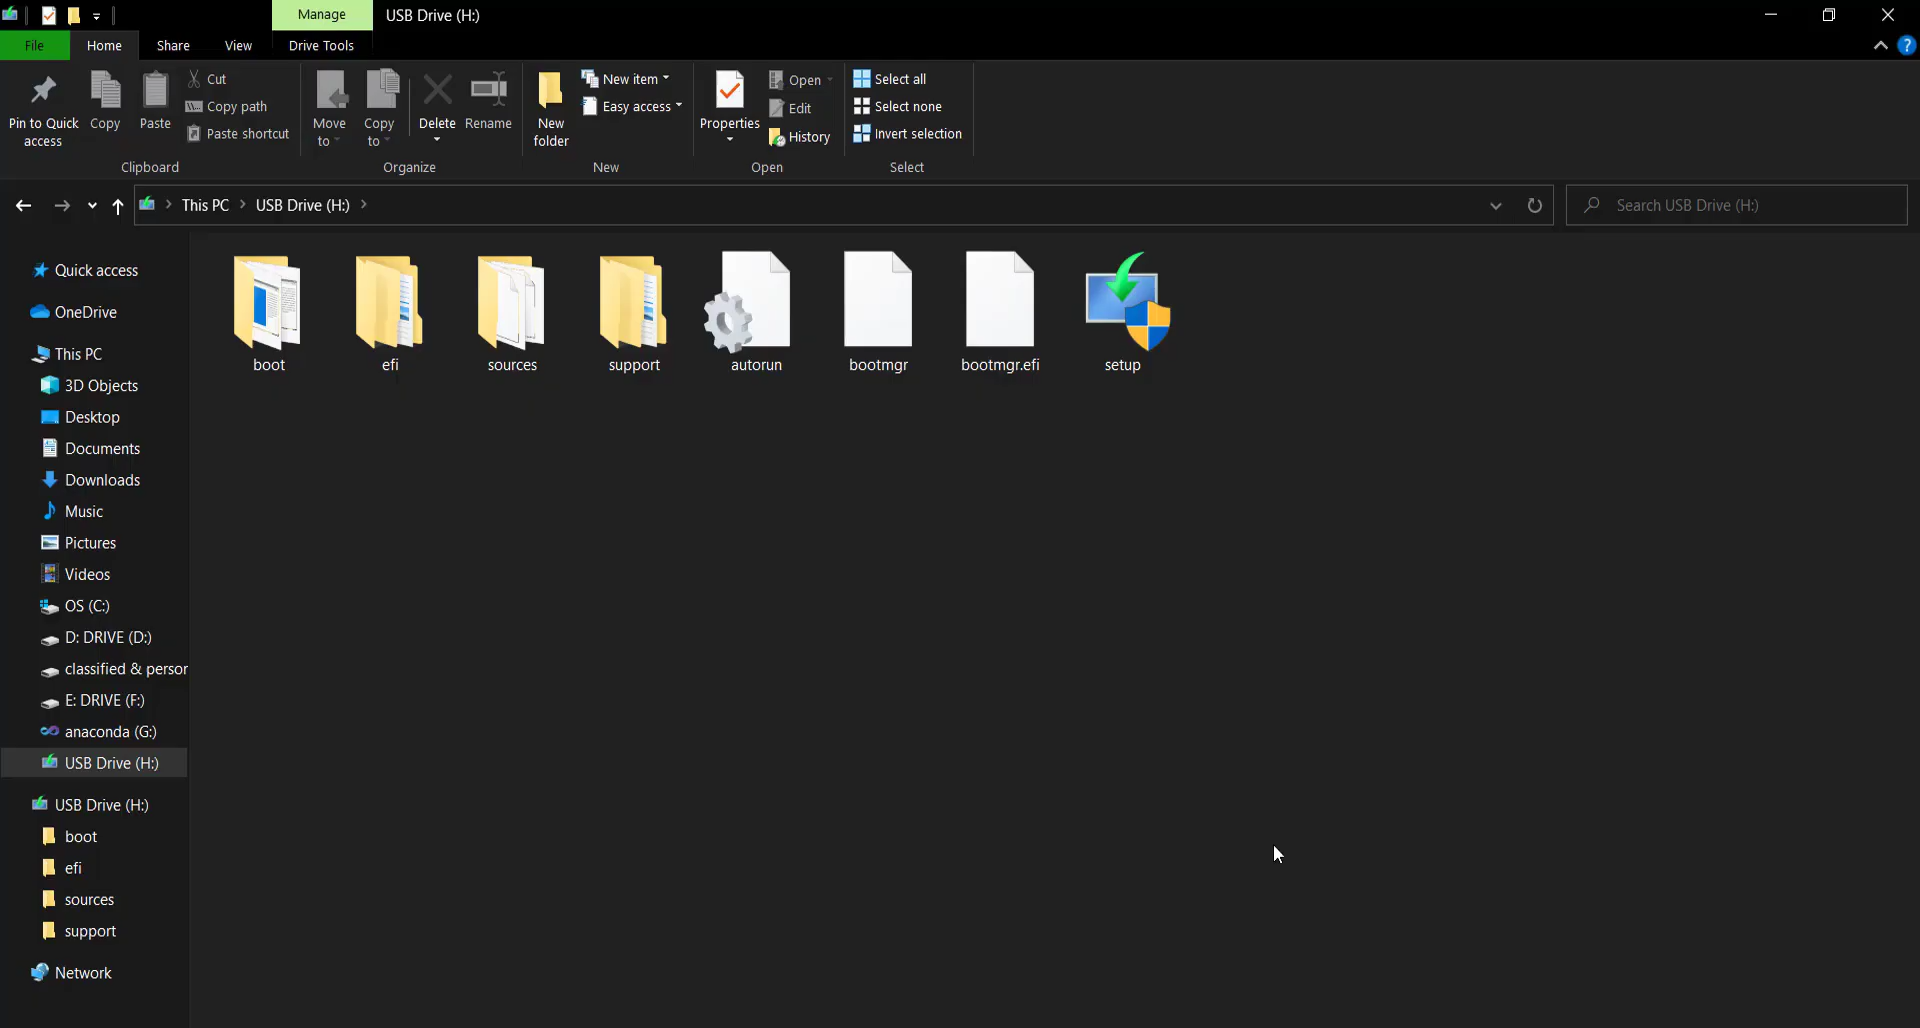 Manage
USB Drive (H:)
File
Home
Share
View
Drive Tools
Pin to Quick
access
Copy
Paste
Cut
Copy path
Paste shortcut
Clipboard
Move
to
Copy
to
Delete
Rename
Organize
New
folder
New item
Easy access
New
Properties
Open
Edit
History
Open
Select all
Select none
Invert selection
Select
This PC
USB Drive (H:)
Search USB Drive (H:)
Quick access
OneDrive
This PC
3D Objects
Desktop
Documents
Downloads
Music
Pictures
Videos
OS (C:)
D: DRIVE (D:)
classified & persor
E: DRIVE (F:)
anaconda (G:)
USB Drive (H:)
USB Drive (H:)
boot
efi
sources
support
Network
boot
efi
sources
support
autorun
bootmgr
bootmgr.efi
setup